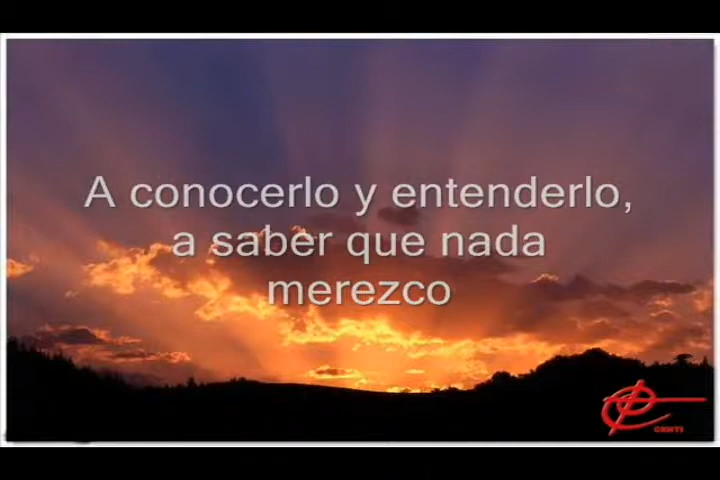 A conocerlo y entenderlo,
a saber que nada
merezco